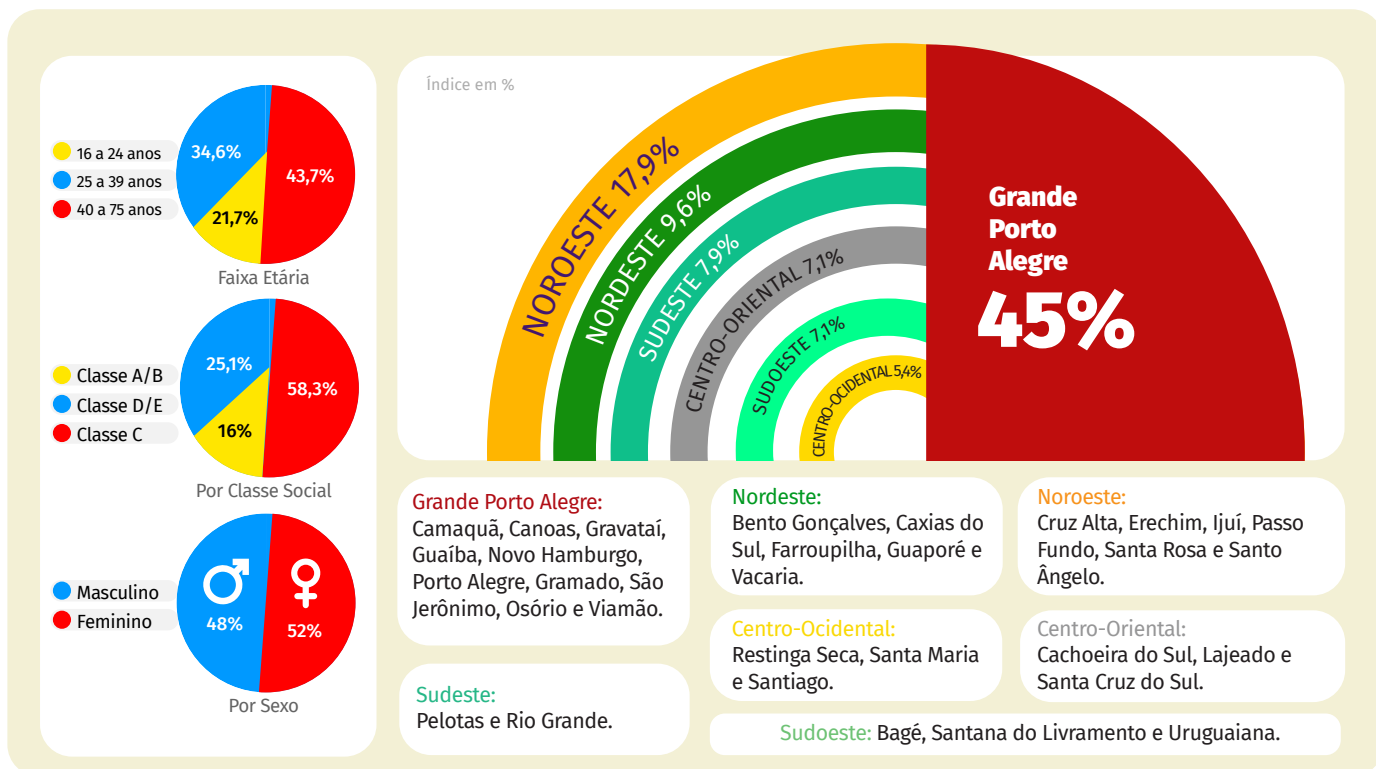 16 a 24 anos
25 a 39 anos
40 a 75 anos
34,6%
43,7%
21,7%
Faixa Etária
Classe A/B
Classe D/E
Classe C
25,1%
58,3%
16%
Por Classe Social
Masculino
Feminino
48%
52%
Por Sexo
Índice em %
NOROESTE 17,9%
NORDESTE 9,6%
SUDESTE 7,9%
CENTRO-ORIENTAL 7,1%
SUDOESTE 7,1%
CENTRO-OCIDENTAL 5,4%
Grande
Porto
Alegre
45%
Grande Porto Alegre:
Camaquã, Canoas, Gravataí,
Guaíba, Novo Hamburgo,
Porto Alegre, Gramado, São
Jerônimo, Osório e Viamão.
Nordeste:
Bento Gonçalves, Caxias do
Sul, Farroupilha, Guaporé e
Vacaria.
Noroeste:
Cruz Alta, Erechim, Ijuí, Passo
Fundo, Santa Rosa e Santo
Ângelo.
Centro-Ocidental:
Restinga Seca, Santa Maria
e Santiago.
Centro-Oriental:
Cachoeira do Sul, Lajeado e
Santa Cruz do Sul.
Sudeste:
Pelotas e Rio Grande.
Sudoeste: Bagé, Santana do Livramento e Uruguaiana.